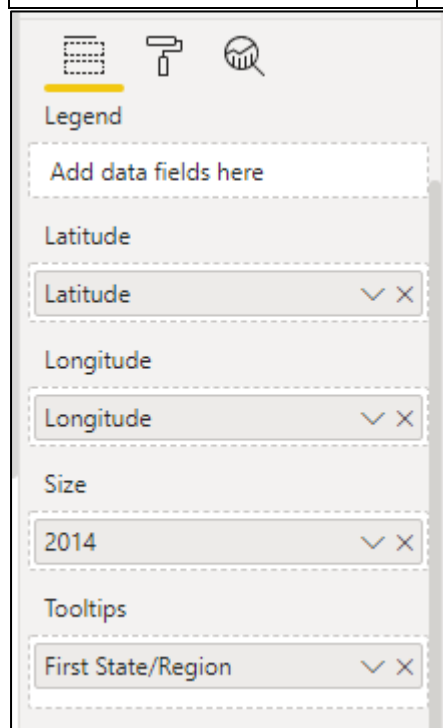 Legend
Add data fields here
Latitude
Latitude
Longitude
Longitude
Size
2014
Tooltips
First State/Region